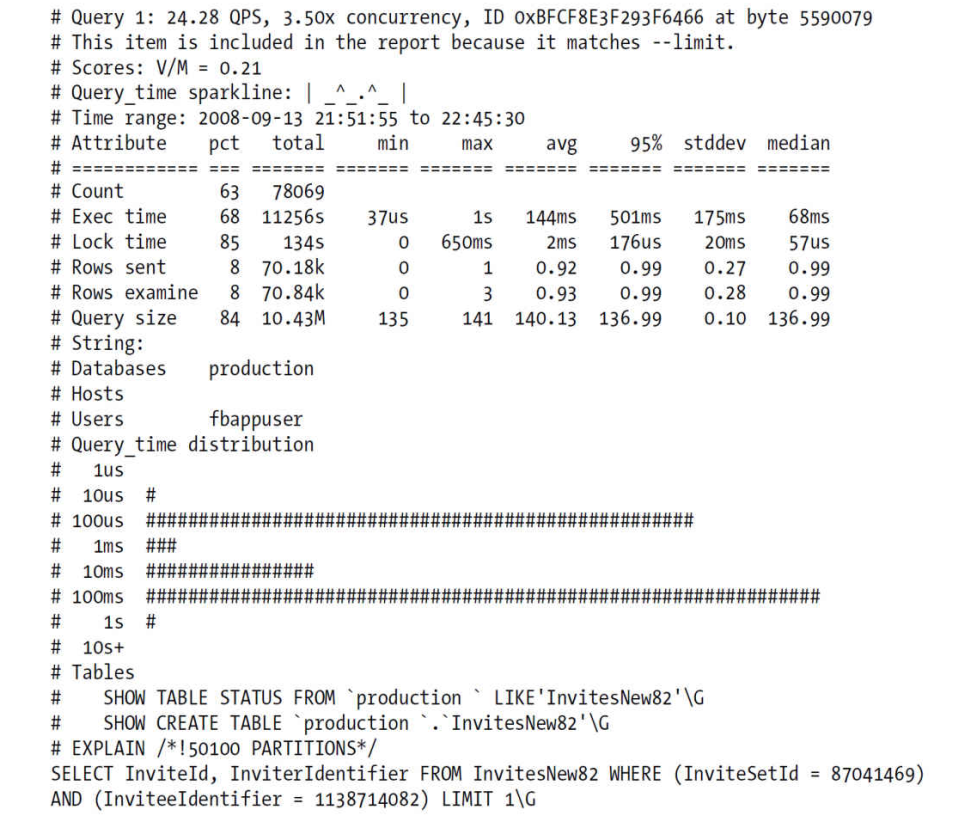 # Query 1: 24.28 QPS, 3.50x concurrency, ID 0xBFCF8E3F293F6466 at byte 5590079
# This item is included in the report because it matches --limit.
# Scores: V/M = 0.21
# Query_time sparkline: | _^_.^_ |
# Time range: 2008-09-13 21:51:55 to 22:45:30
# Attribute    pct   total     min     max     avg     95%  stddev  median
# ============ === ======= ======= ======= ======= ======= ======= =======
# Count         63   78069
# Exec time     68  11256s    37us      1s   144ms   501ms   175ms    68ms
# Lock time     85    134s       0   650ms     2ms   176us    20ms    57us
# Rows sent      8  70.18k       0       1    0.92    0.99    0.27    0.99
# Rows examine   8  70.84k       0       3    0.93    0.99    0.28    0.99
# Query size    84  10.43M     135     141  140.13  136.99    0.10  136.99
# String:
# Databases    production
# Hosts
# Users        fbappuser
# Query_time distribution
#   1us
#  10us  #
# 100us  ####################################################
#   1ms  ###
#  10ms  ################
# 100ms  ################################################################
#    1s  #
#  10s+
# Tables
#    SHOW TABLE STATUS FROM `production ` LIKE'InvitesNew82'\G
#    SHOW CREATE TABLE `production `.`InvitesNew82'\G
# EXPLAIN /*!50100 PARTITIONS*/
SELECT InviteId, InviterIdentifier FROM InvitesNew82 WHERE (InviteSetId = 87041469)
AND (InviteeIdentifier = 1138714082) LIMIT 1\G